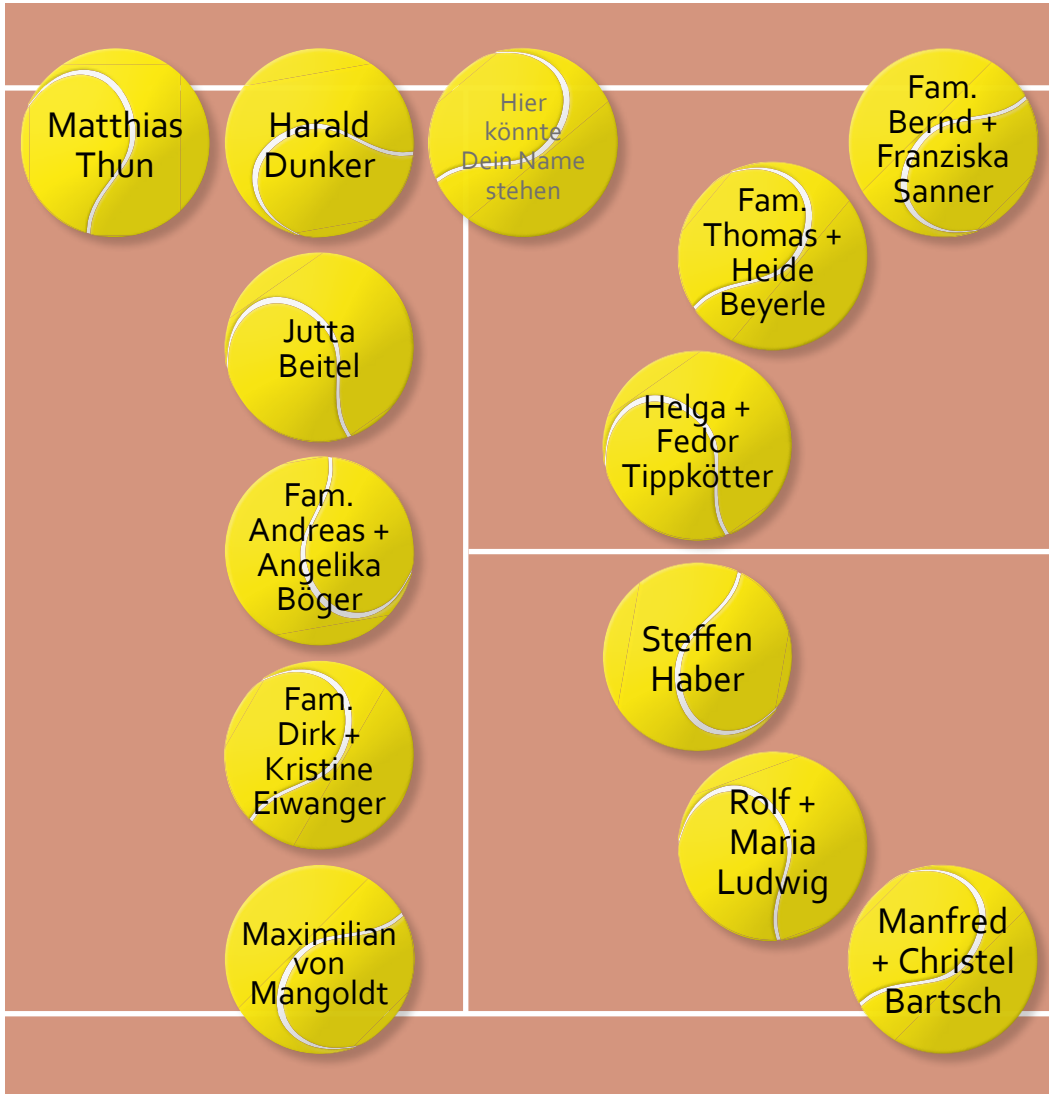 Matthias
Thun
Harald
Dunker
Hier
könnte
Dein Name
stehen
Fam.
Bernd +
Franziska
Sanner
Fam.
Thomas +
Heide
Beyerle
Jutta
Beitel
Helga +
Fedor
Tippkötter
Fam.
Andreas +
Angelika
Böger
Steffen
Haber
Fam.
Dirk +
Kristine
Eiwanger
Rolf +
Maria
Ludwig
Maximilian
von
Mangoldt
Manfred
+ Christel
Bartsch